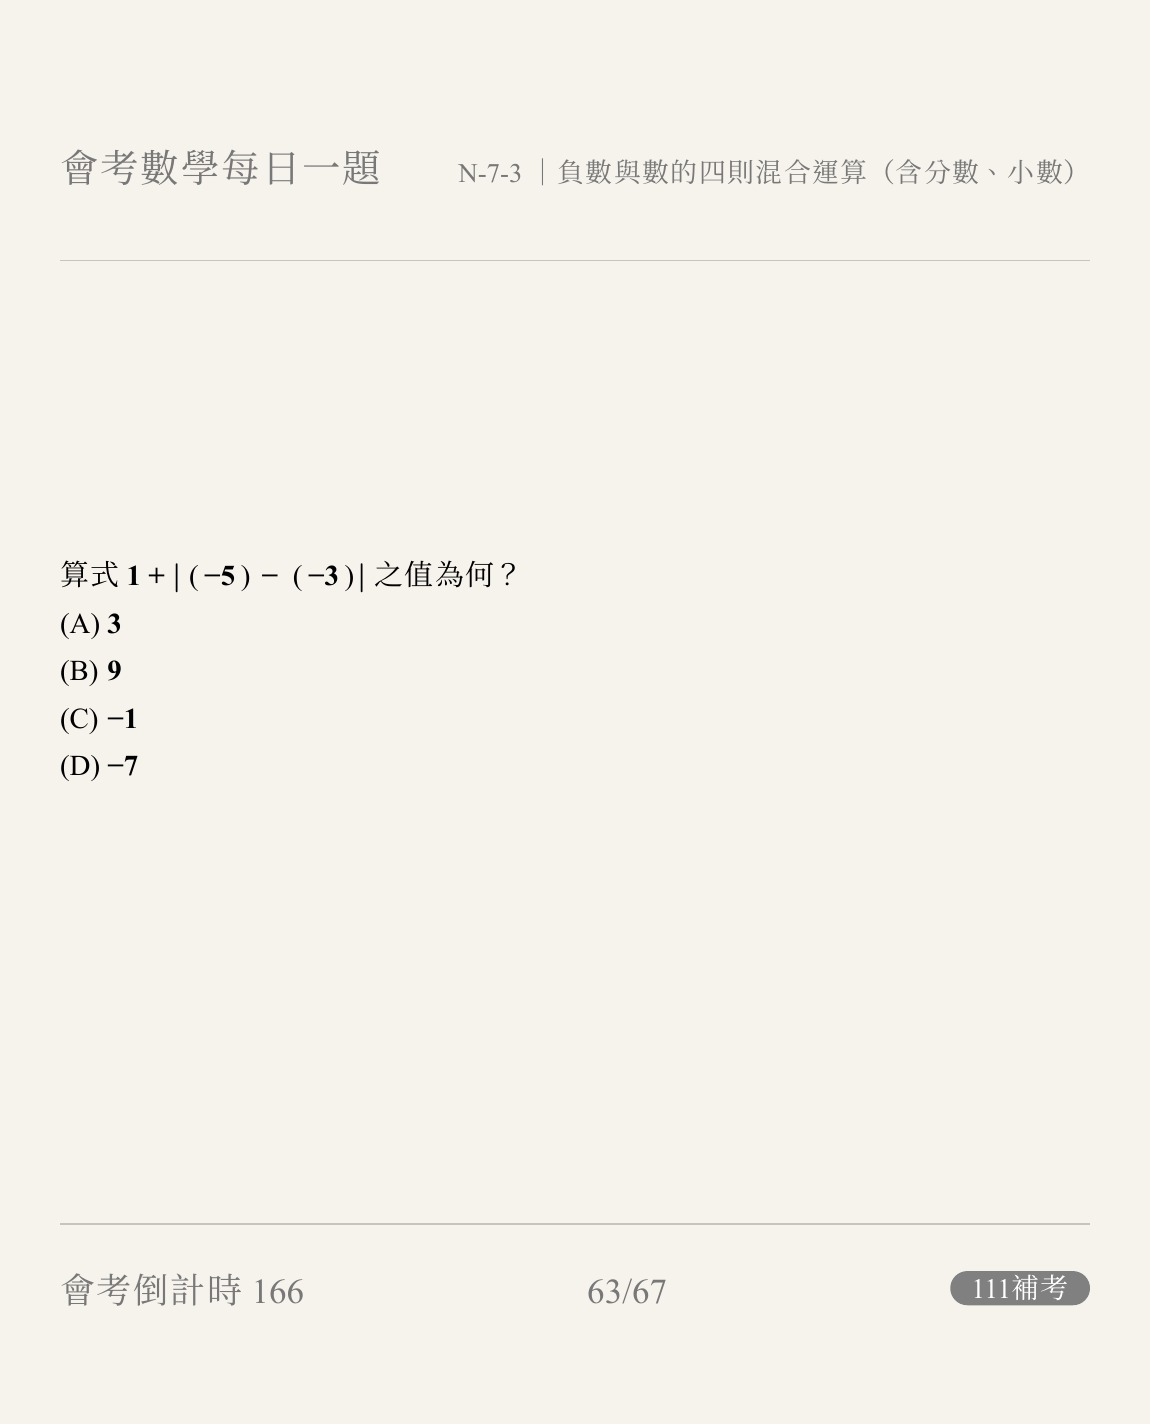 會考數學每日一題
N-7-3｜負數與數的四則混合運算（含分數、小數）
算式 1 + | ( −5 ) − ( −3 ) | 之值為何？
(A) 3
(B) 9
(C) −1
(D) −7
會考倒計時 166
63/67
111補考